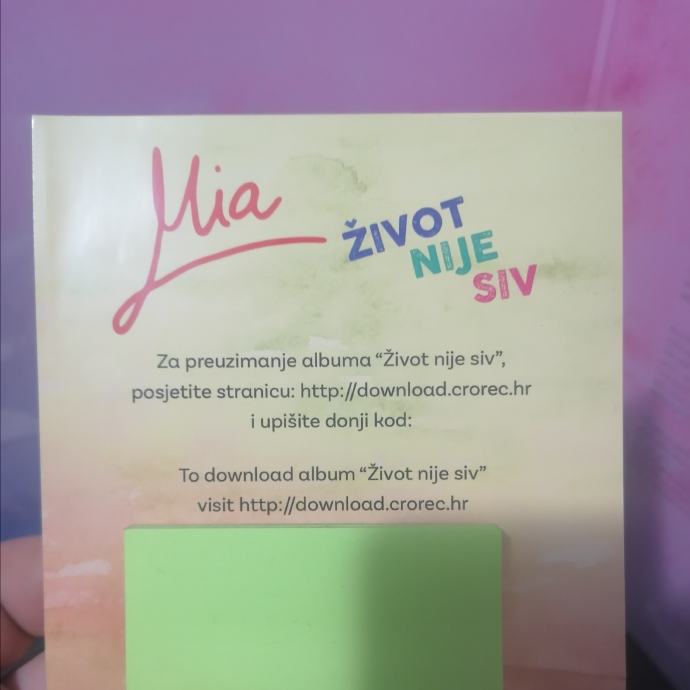 Mia
ŽIVOT
NIJE
SIV
Za preuzimanje albuma “Život nije siv”,
posjetite stranicu: http://download.crorec.hr
i upišite donji kod:
To download album “Život nije siv”
visit http://download.crorec.hr